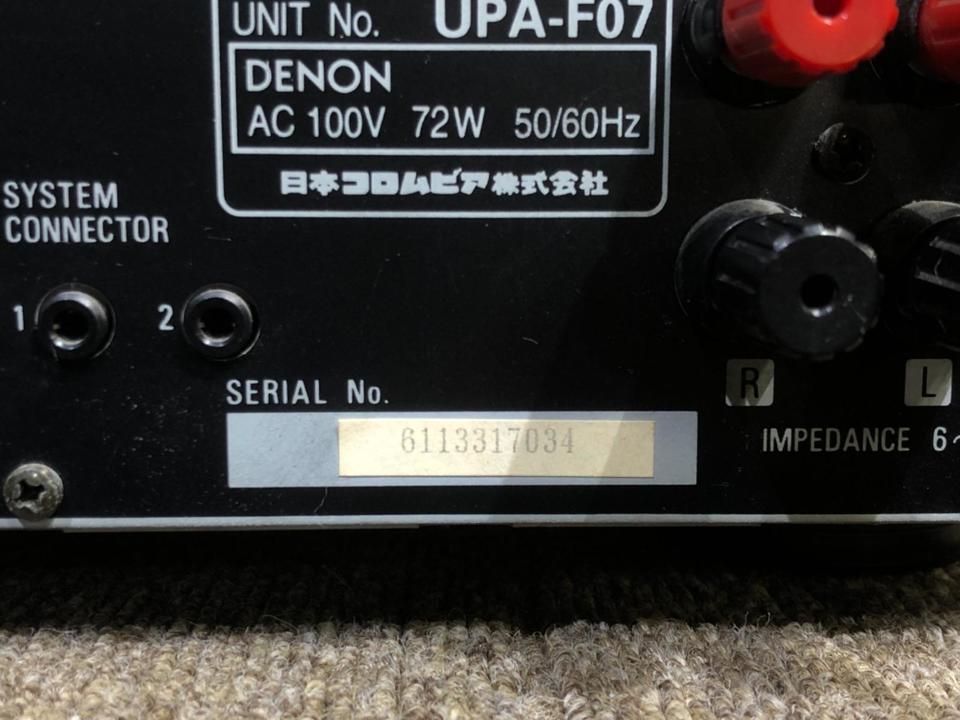 UNIT No. UPA-F07
DENON
AC 100V 72W 50/60Hz
日本コロムビア株式会社
SYSTEM
CONNECTOR
1 2
SERIAL No.
6113317034
R L
IMPEDANCE 6~